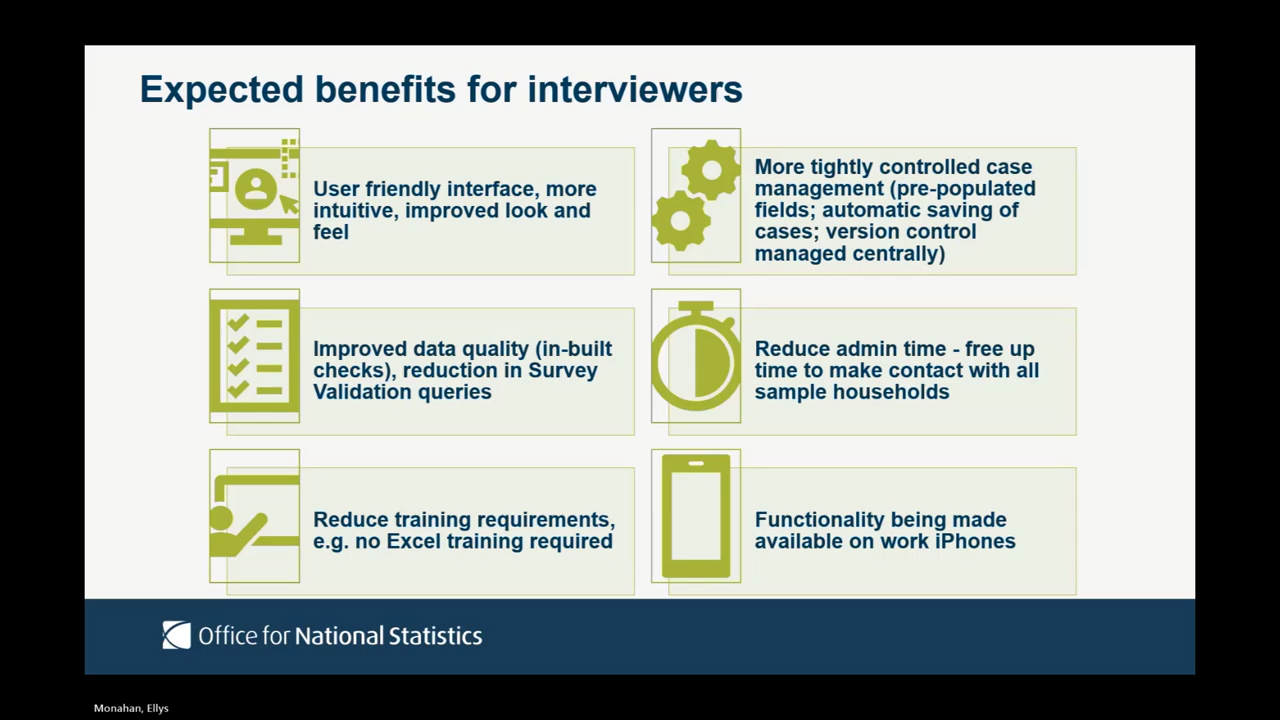 Expected benefits for interviewers
User friendly interface, more
intuitive, improved look and
feel
More tightly controlled case
management (pre-populated
fields; automatic saving of
cases; version control
managed centrally)
Improved data quality (in-built
checks), reduction in Survey
Validation queries
Reduce admin time - free up
time to make contact with all
sample households
Reduce training requirements,
e.g. no Excel training required
Functionality being made
available on work iPhones
Office for National Statistics
Monahan, Ellys